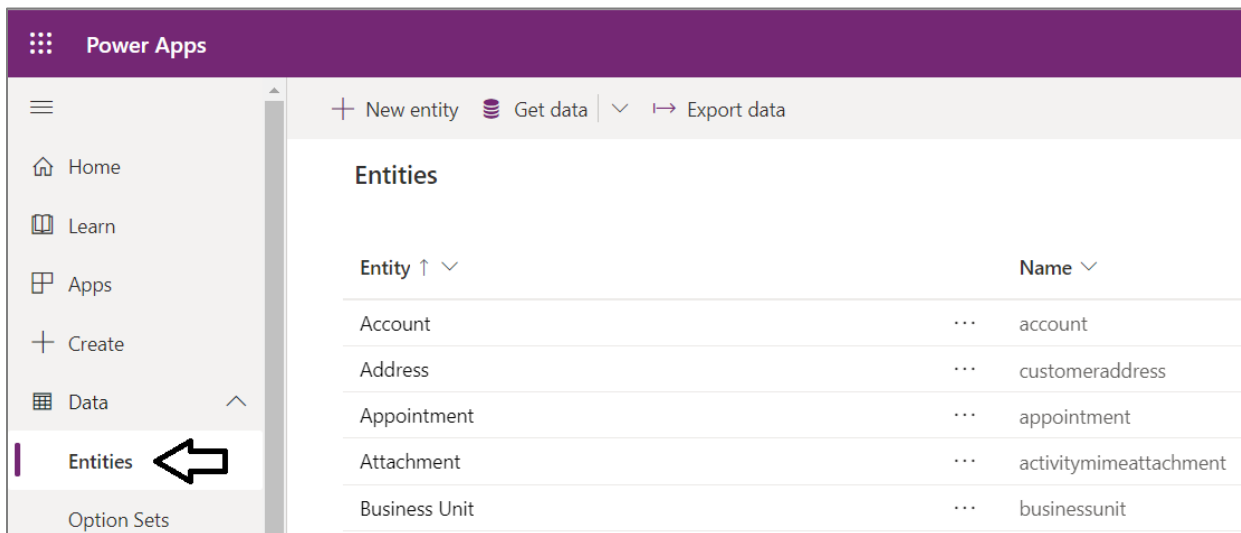 Power Apps
New entity Get data Export data
Home
Learn
Apps
Create
Data
Entities
Option Sets
Entities
Entity Name
Account ... account
Address ... customeraddress
Appointment ... appointment
Attachment ... activitymimeattachment
Business Unit ... businessunit